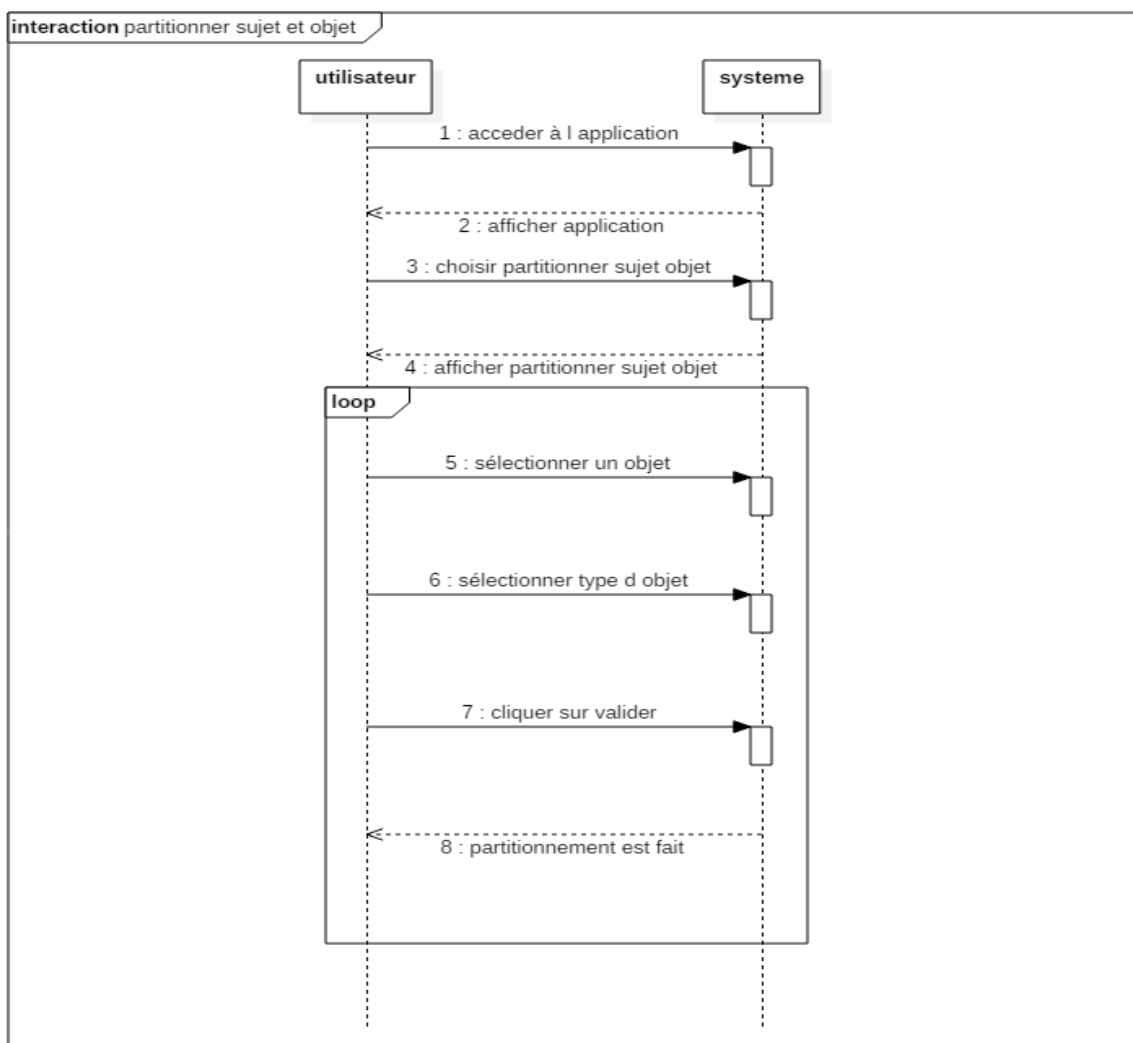 interaction partitionner sujet et objet
utilisateur
systeme
1 : acceder à l application
2 : afficher application
3 : choisir partitionner sujet objet
4 : afficher partitionner sujet objet
loop
5 : sélectionner un objet
6 : sélectionner type d objet
7 : cliquer sur valider
8 : partitionnement est fait